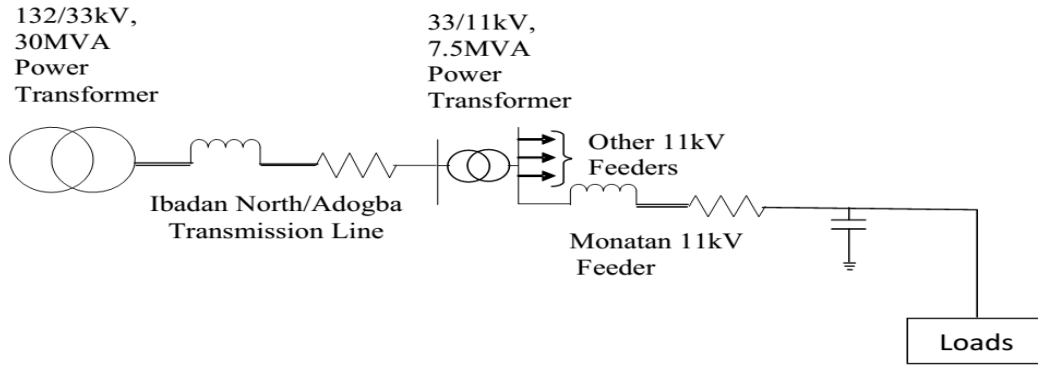 132/33kV,
30MVA
Power
Transformer
33/11kV,
7.5MVA
Power
Transformer
Other 11kV
Feeders
Ibadan North/Adogba
Transmission Line
Monatan 11kV
Feeder
Loads